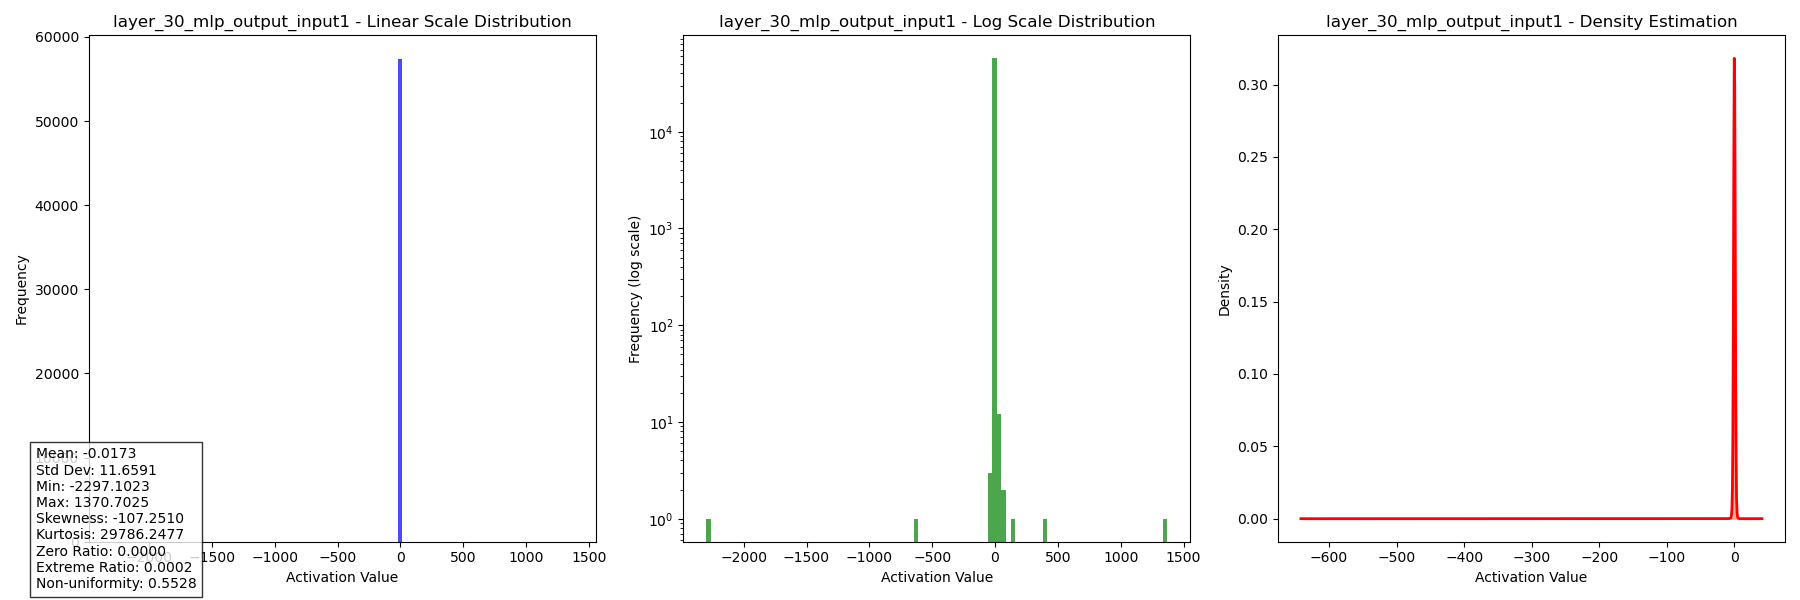 layer_30_mlp_output_input1 - Linear Scale Distribution
60000
50000
40000
30000
20000
10000
0
Frequency
−2000
−1500
−1000
−500
0
500
1000
1500
Activation Value
Mean: -0.0173
Std Dev: 11.6591
Min: -2297.1023
Max: 1370.7025
Skewness: -107.2510
Kurtosis: 29786.2477
Zero Ratio: 0.0000
Extreme Ratio: 0.0002
Non-uniformity: 0.5528
layer_30_mlp_output_input1 - Log Scale Distribution
10⁴
10³
10²
10¹
10⁰
Frequency (log scale)
−2000
−1500
−1000
−500
0
500
1000
1500
Activation Value
layer_30_mlp_output_input1 - Density Estimation
0.30
0.25
0.20
0.15
0.10
0.05
0.00
Density
−600
−500
−400
−300
−200
−100
0
Activation Value